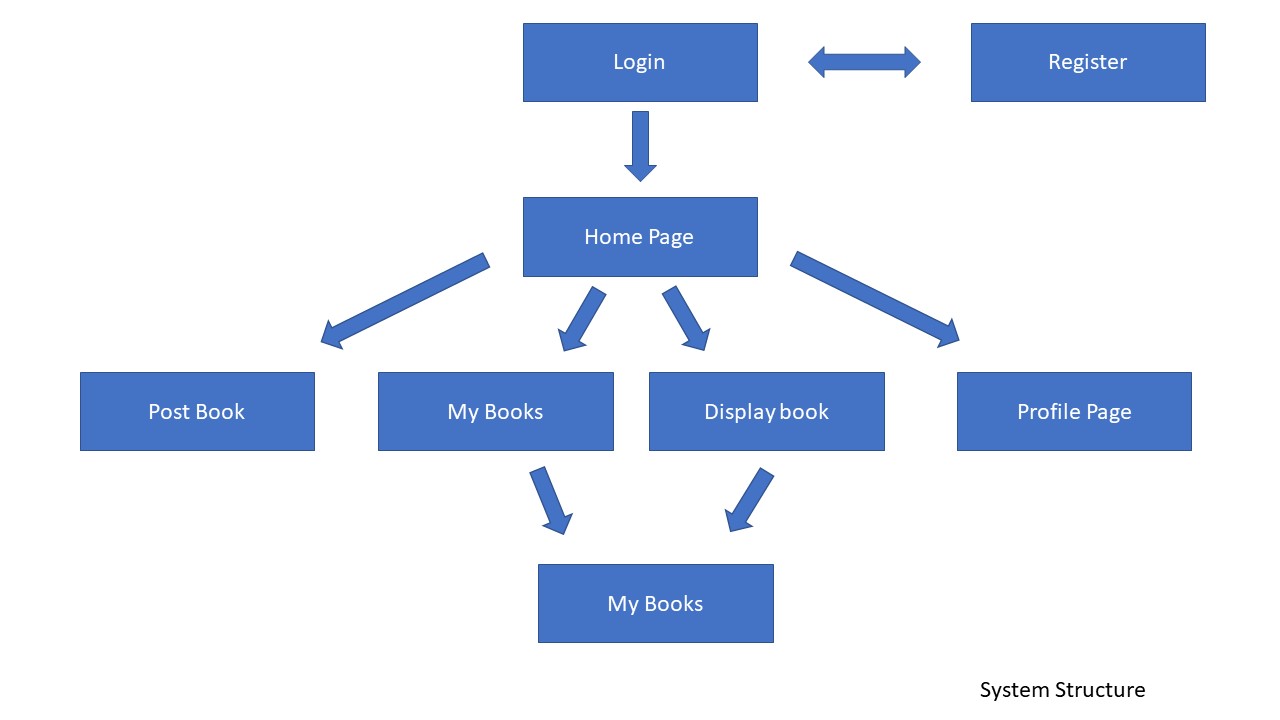 Login
Register
Home Page
Post Book
My Books
Display book
Profile Page
My Books
System Structure